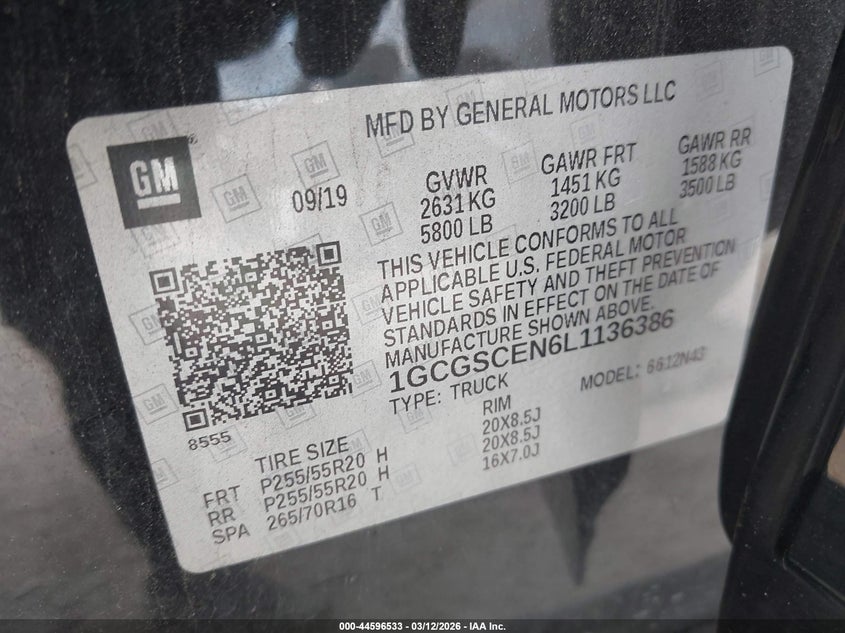 MFD BY GENERAL MOTORS LLC
GM
09/19
GVWR
2631 KG
5800 LB
GAWR FRT
1451 KG
3200 LB
GAWR RR
1588 KG
3500 LB
THIS VEHICLE CONFORMS TO ALL
APPLICABLE U.S. FEDERAL MOTOR
VEHICLE SAFETY AND THEFT PREVENTION
STANDARDS IN EFFECT ON THE DATE OF
MANUFACTURE SHOWN ABOVE.
1GCGSCEN6L1136386
TYPE: TRUCK
MODEL: 6612N43
8555
TIRE SIZE
RIM
FRT P255/55R20 H 20X8.5J
RR P255/55R20 H 20X8.5J
SPA 265/70R16 T 16X7.0J
000-44596533 - 03/12/2026 - IAA Inc.